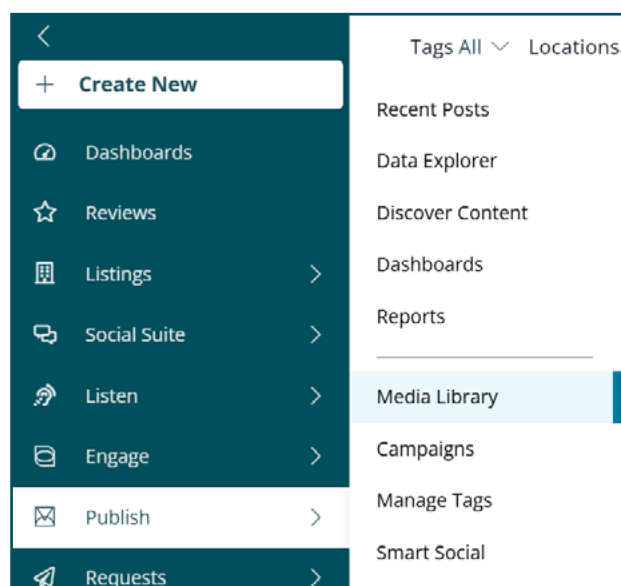 Create New
Dashboards
Reviews
Listings
Social Suite
Listen
Engage
Publish
Requests
Tags All Locations
Recent Posts
Data Explorer
Discover Content
Dashboards
Reports
Media Library
Campaigns
Manage Tags
Smart Social